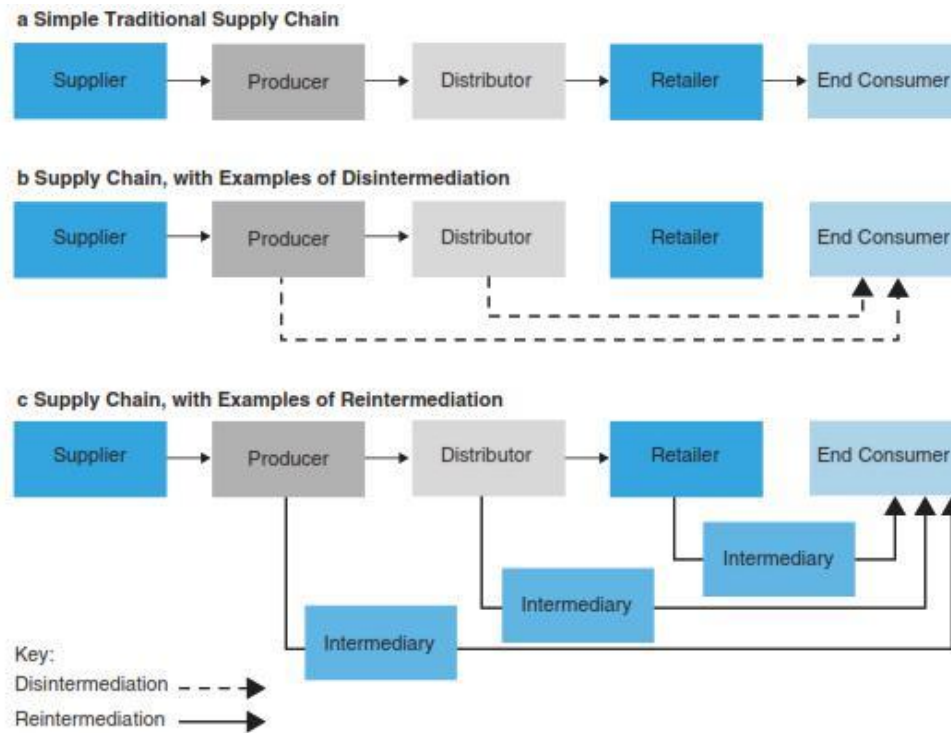 a Simple Traditional Supply Chain
Supplier
Producer
Distributor
Retailer
End Consumer
b Supply Chain, with Examples of Disintermediation
Supplier
Producer
Distributor
Retailer
End Consumer
c Supply Chain, with Examples of Reintermediation
Supplier
Producer
Distributor
Retailer
End Consumer
Intermediary
Intermediary
Intermediary
Key:
Disintermediation
Reintermediation